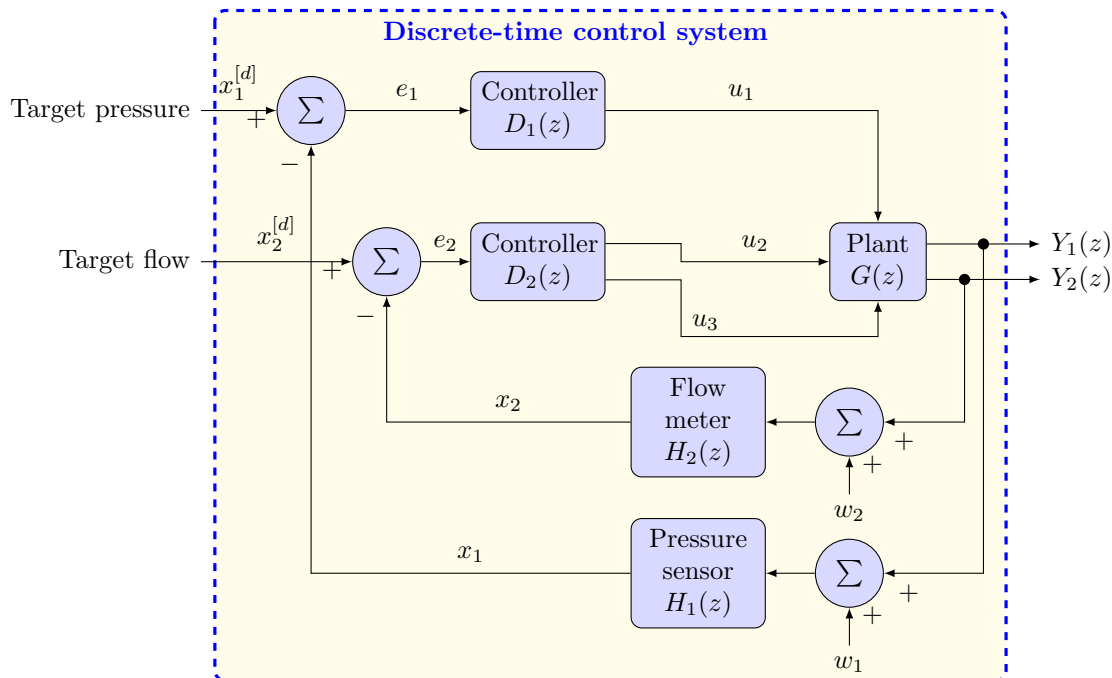 Discrete-time control system
Target pressure
x_1^{[d]}
+
−
Σ
e_1
Controller
D_1(z)
u_1
Target flow
x_2^{[d]}
+
−
Σ
e_2
Controller
D_2(z)
u_2
u_3
Plant
G(z)
Y_1(z)
Y_2(z)
x_2
Flow
meter
H_2(z)
Σ
+
+
w_2
x_1
Pressure
sensor
H_1(z)
Σ
+
+
w_1